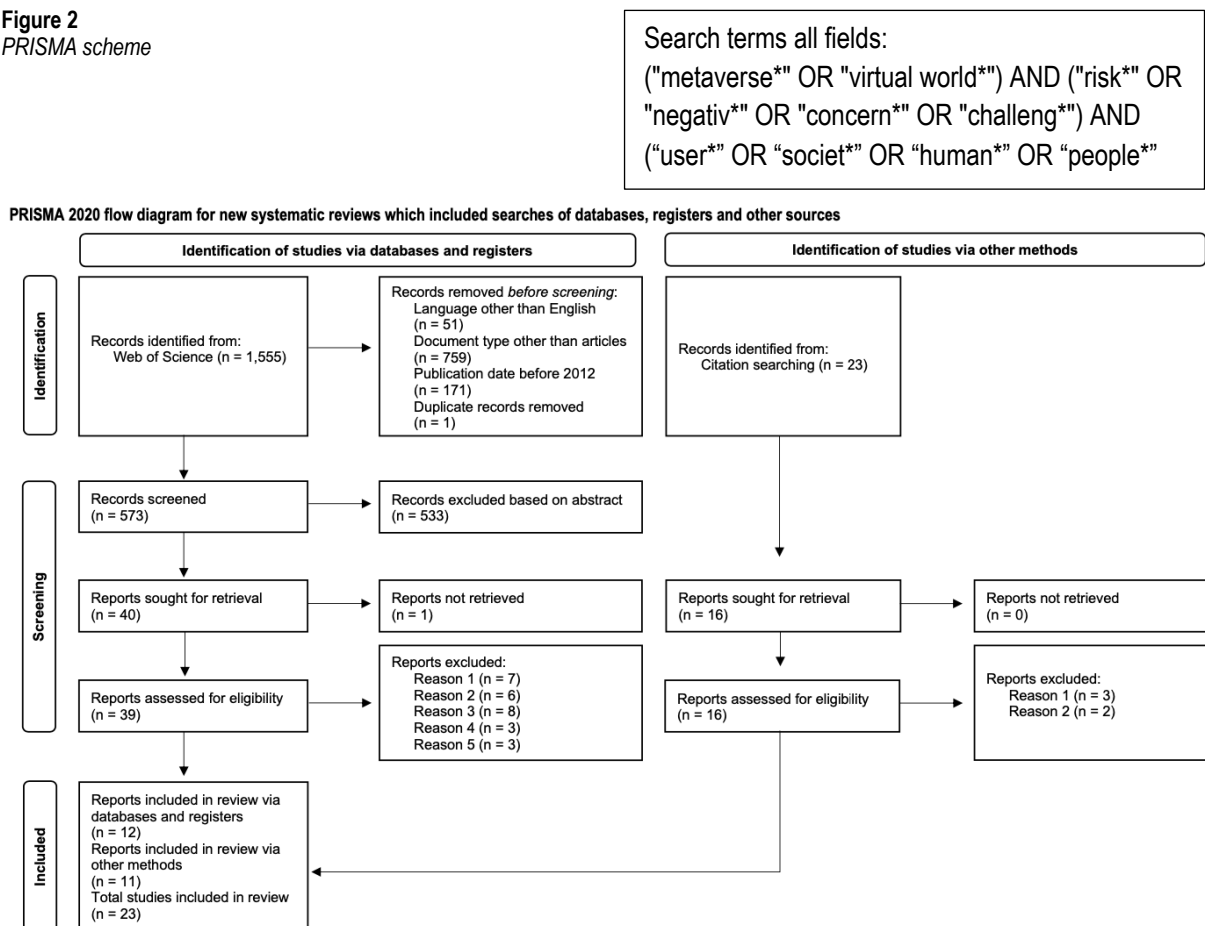 Figure 2
PRISMA scheme
Search terms all fields:
("metaverse*" OR "virtual world*") AND ("risk*" OR
"negativ*" OR "concern*" OR "challeng*") AND
(“user*” OR “societ*” OR “human*” OR “people*”
PRISMA 2020 flow diagram for new systematic reviews which included searches of databases, registers and other sources
Identification of studies via databases and registers
Identification of studies via other methods
Identification
Records identified from:
Web of Science (n = 1,555)
Records removed before screening:
Language other than English
(n = 51)
Document type other than articles
(n = 759)
Publication date before 2012
(n = 171)
Duplicate records removed
(n = 1)
Records identified from:
Citation searching (n = 23)
Screening
Records screened
(n = 573)
Records excluded based on abstract
(n = 533)
Reports sought for retrieval
(n = 40)
Reports not retrieved
(n = 1)
Reports sought for retrieval
(n = 16)
Reports not retrieved
(n = 0)
Reports assessed for eligibility
(n = 39)
Reports excluded:
Reason 1 (n = 7)
Reason 2 (n = 6)
Reason 3 (n = 8)
Reason 4 (n = 3)
Reason 5 (n = 3)
Reports assessed for eligibility
(n = 16)
Reports excluded:
Reason 1 (n = 3)
Reason 2 (n = 2)
Included
Reports included in review via
databases and registers
(n = 12)
Reports included in review via
other methods
(n = 11)
Total studies included in review
(n = 23)